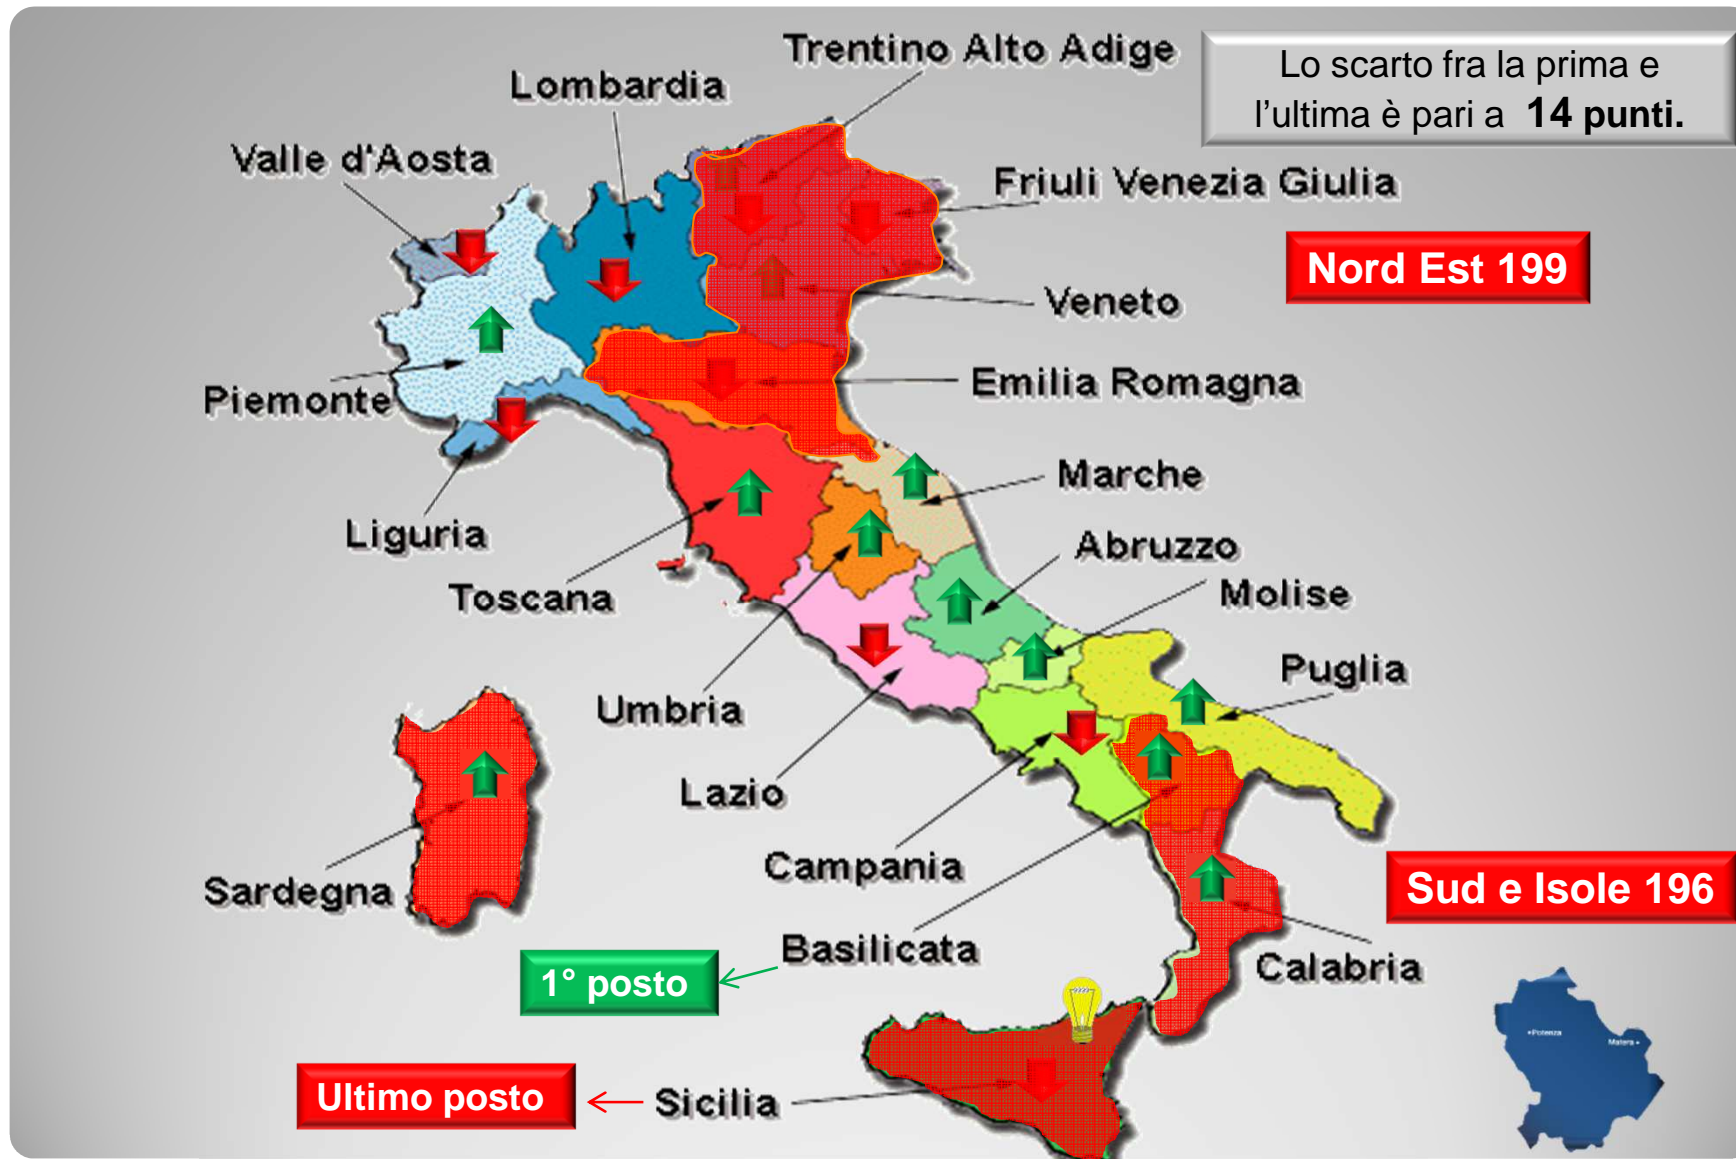 Trentino Alto Adige
Lo scarto fra la prima e
l'ultima è pari a 14 punti.
Lombardia
Valle d'Aosta
Friuli Venezia Giulia
Nord Est 199
Veneto
Piemonte
Emilia Romagna
Marche
Liguria
Abruzzo
Toscana
Molise
Puglia
Umbria
Lazio
Campania
Sardegna
Sud e Isole 196
Basilicata
Calabria
1° posto
•Potenza
Matera•
Ultimo posto
Sicilia